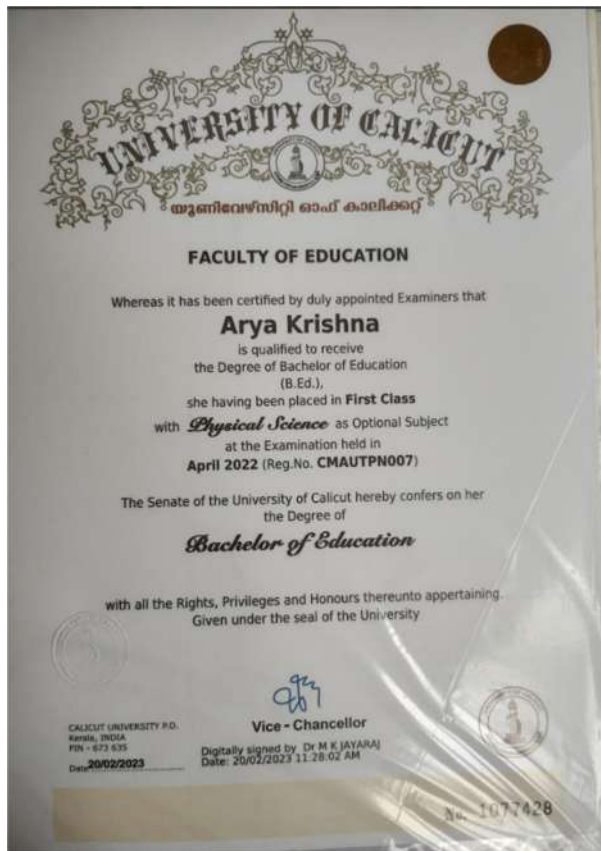 UNIVERSITY OF CALICUT
യൂണിവേഴ്സിറ്റി ഓഫ് കാലിക്കറ്റ്
FACULTY OF EDUCATION
Whereas it has been certified by duly appointed Examiners that
Arya Krishna
is qualified to receive
the Degree of Bachelor of Education
(B.Ed.),
she having been placed in First Class
with Physical Science as Optional Subject
at the Examination held in
April 2022 (Reg.No. CMAUTPN007)
The Senate of the University of Calicut hereby confers on her
the Degree of
Bachelor of Education
with all the Rights, Privileges and Honours thereunto appertaining.
Given under the seal of the University
Vice - Chancellor
CALICUT UNIVERSITY P.O.
Kerala, INDIA
PIN - 673 635
Date 20/02/2023
Digitally signed by Dr M K JAYARAJ
Date: 20/02/2023 11:28:02 AM
No. 1077428